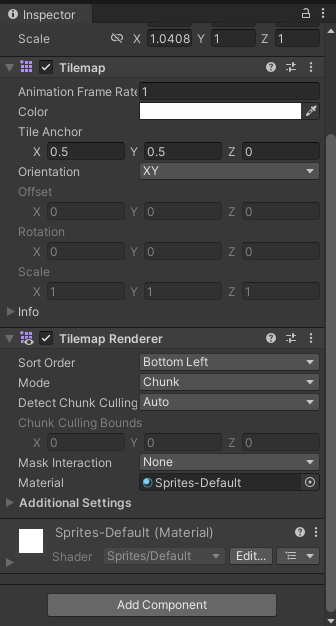 Inspector
Scale X 1.0408 Y 1 Z 1
Tilemap
Animation Frame Rate 1
Color
Tile Anchor
X 0.5 Y 0.5 Z 0
Orientation XY
Offset
X 0 Y 0 Z 0
Rotation
X 0 Y 0 Z 0
Scale
X 1 Y 1 Z 1
Info
Tilemap Renderer
Sort Order Bottom Left
Mode Chunk
Detect Chunk Culling Auto
Chunk Culling Bounds
X 0 Y 0 Z 0
Mask Interaction None
Material Sprites-Default
Additional Settings
Sprites-Default (Material)
Shader Sprites/Default Edit...
Add Component